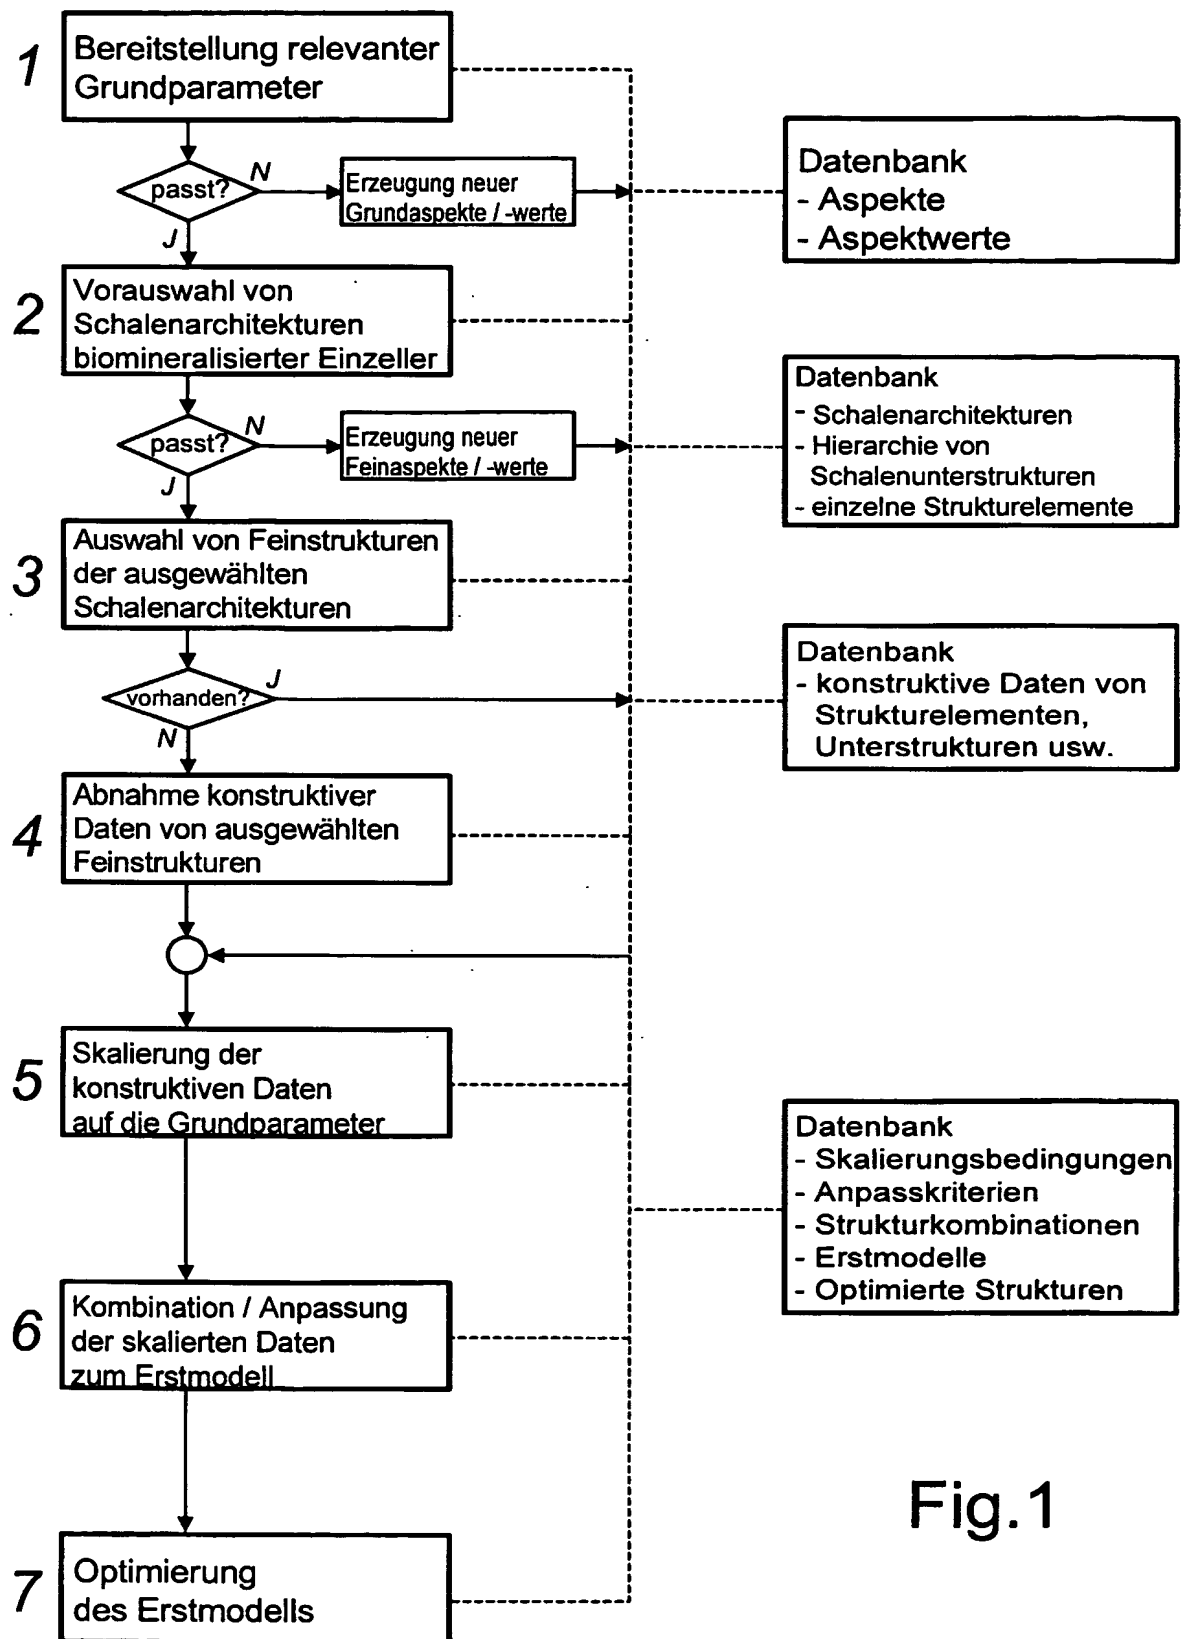 1
Bereitstellung relevanter
Grundparameter
passt?
N
J
Erzeugung neuer
Grundaspekte / -werte
Datenbank
- Aspekte
- Aspektwerte
2
Vorauswahl von
Schalenarchitekturen
biomineralisierter Einzeller
passt?
N
J
Erzeugung neuer
Feinaspekte / -werte
Datenbank
- Schalenarchitekturen
- Hierarchie von
Schalenunterstrukturen
- einzelne Strukturelemente
3
Auswahl von Feinstrukturen
der ausgewählten
Schalenarchitekturen
vorhanden?
J
N
Datenbank
- konstruktive Daten von
Strukturelementen,
Unterstrukturen usw.
4
Abnahme konstruktiver
Daten von ausgewählten
Feinstrukturen
5
Skalierung der
konstruktiven Daten
auf die Grundparameter
Datenbank
- Skalierungsbedingungen
- Anpasskriterien
- Strukturkombinationen
- Erstmodelle
- Optimierte Strukturen
6
Kombination / Anpassung
der skalierten Daten
zum Erstmodell
7
Optimierung
des Erstmodells
Fig.1